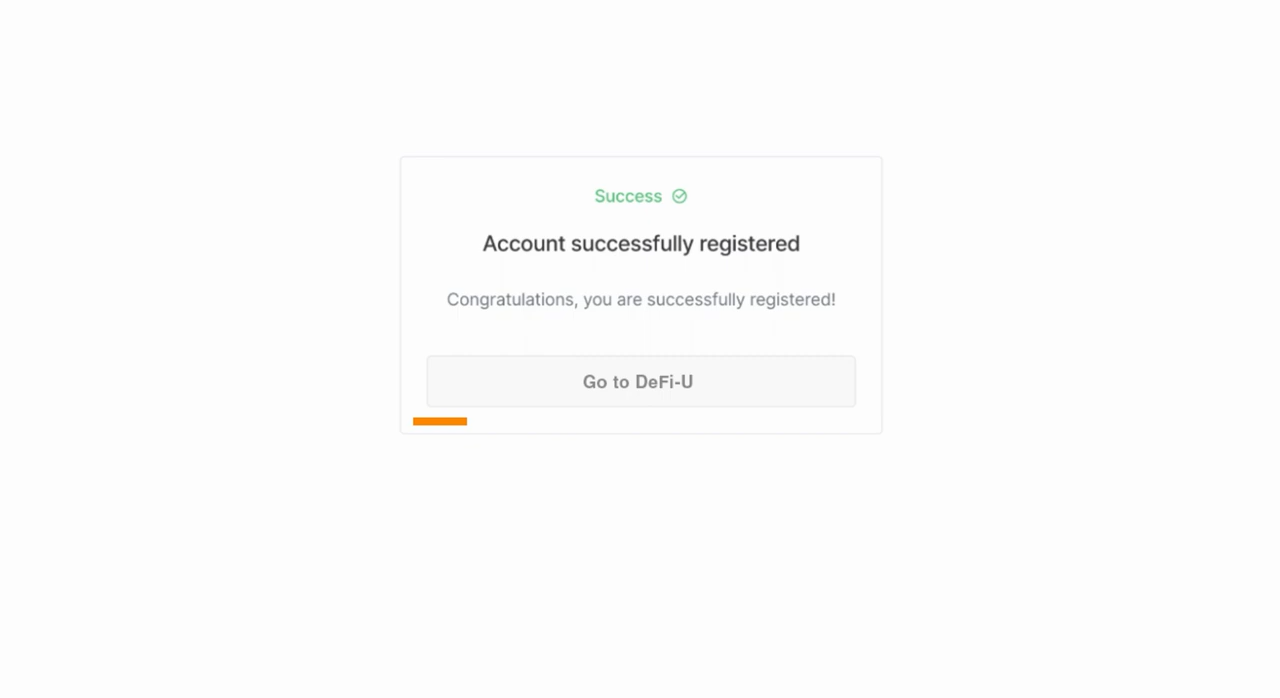 Success
Account successfully registered
Congratulations, you are successfully registered!
Go to DeFi-U